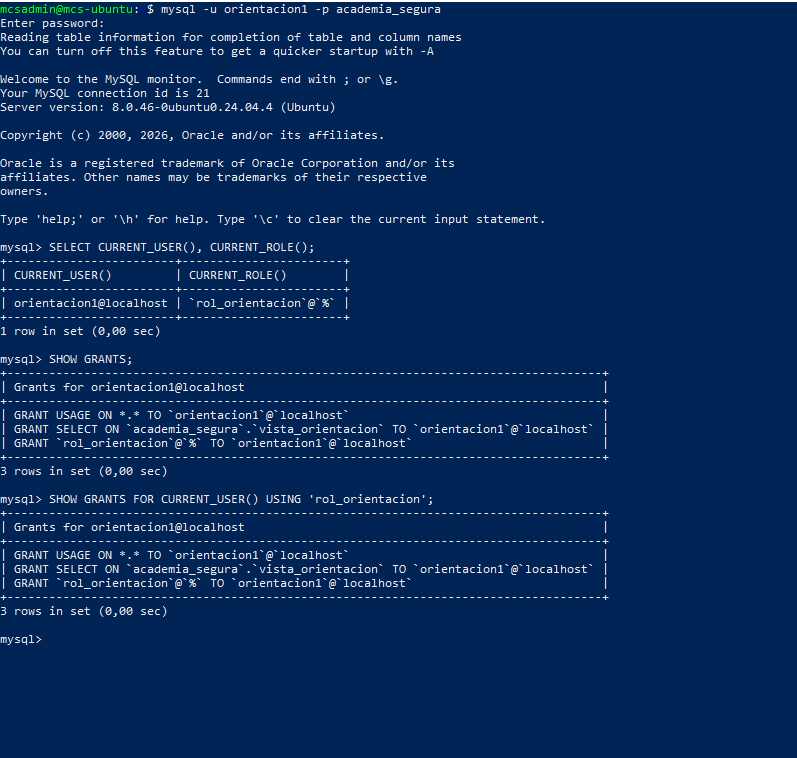 mcsadmin@mcs-ubuntu: $ mysql -u orientacion1 -p academia_segura
Enter password:
Reading table information for completion of table and column names
You can turn off this feature to get a quicker startup with -A

Welcome to the MySQL monitor.  Commands end with ; or \g.
Your MySQL connection id is 21
Server version: 8.0.46-0ubuntu0.24.04.4 (Ubuntu)

Copyright (c) 2000, 2026, Oracle and/or its affiliates.

Oracle is a registered trademark of Oracle Corporation and/or its
affiliates. Other names may be trademarks of their respective
owners.

Type 'help;' or '\h' for help. Type '\c' to clear the current input statement.

mysql> SELECT CURRENT_USER(), CURRENT_ROLE();
+------------------------+-----------------------+
| CURRENT_USER()         | CURRENT_ROLE()        |
+------------------------+-----------------------+
| orientacion1@localhost | `rol_orientacion`@`%` |
+------------------------+-----------------------+
1 row in set (0,00 sec)

mysql> SHOW GRANTS;
+-------------------------------------------------------------------------------------+
| Grants for orientacion1@localhost                                                   |
+-------------------------------------------------------------------------------------+
| GRANT USAGE ON *.* TO `orientacion1`@`localhost`                                    |
| GRANT SELECT ON `academia_segura`.`vista_orientacion` TO `orientacion1`@`localhost` |
| GRANT `rol_orientacion`@`%` TO `orientacion1`@`localhost`                           |
+-------------------------------------------------------------------------------------+
3 rows in set (0,00 sec)

mysql> SHOW GRANTS FOR CURRENT_USER() USING 'rol_orientacion';
+-------------------------------------------------------------------------------------+
| Grants for orientacion1@localhost                                                   |
+-------------------------------------------------------------------------------------+
| GRANT USAGE ON *.* TO `orientacion1`@`localhost`                                    |
| GRANT SELECT ON `academia_segura`.`vista_orientacion` TO `orientacion1`@`localhost` |
| GRANT `rol_orientacion`@`%` TO `orientacion1`@`localhost`                           |
+-------------------------------------------------------------------------------------+
3 rows in set (0,00 sec)

mysql>